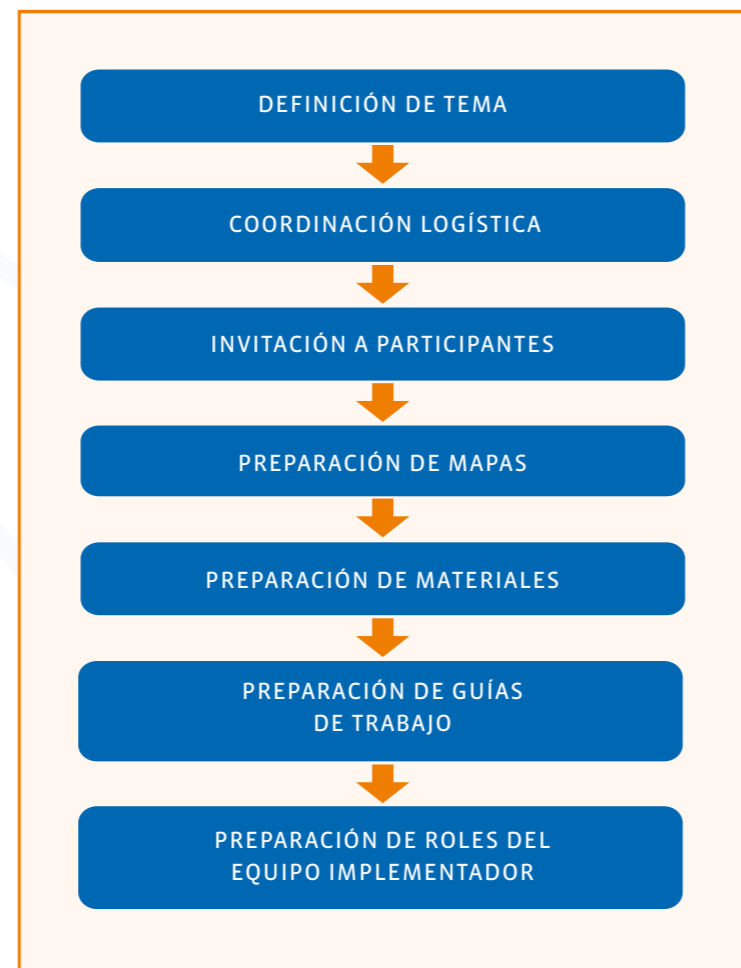 DEFINICIÓN DE TEMA
COORDINACIÓN LOGÍSTICA
INVITACIÓN A PARTICIPANTES
PREPARACIÓN DE MAPAS
PREPARACIÓN DE MATERIALES
PREPARACIÓN DE GUÍAS
DE TRABAJO
PREPARACIÓN DE ROLES DEL
EQUIPO IMPLEMENTADOR